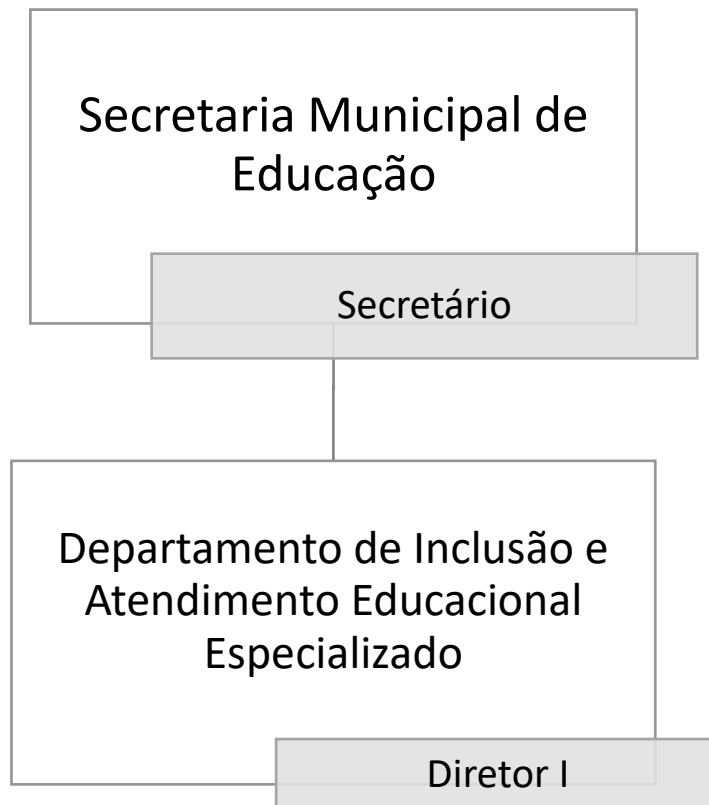 Secretaria Municipal de
Educação
Secretário
Departamento de Inclusão e
Atendimento Educacional
Especializado
Diretor I